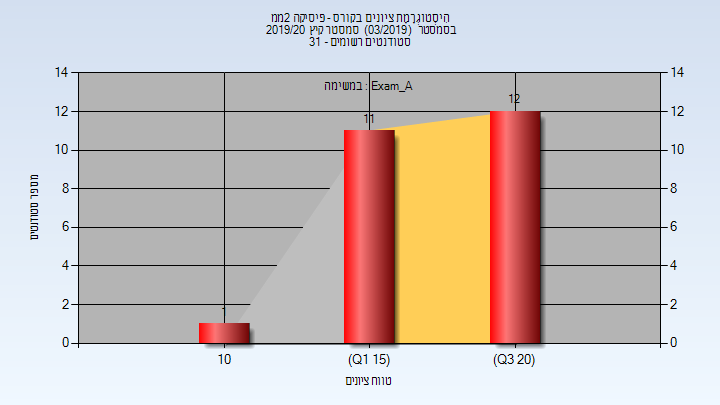 היסטוגרמת ציונים בקורס - פיסיקה 2ממ
בסמסטר (03/2019) סמסטר קיץ 2019/20
סטודנטים רשומים - 31
במשימה : Exam_A
14 14
12 12
10 10
8 8
6 6
4 4
2 2
0 0
1
11
12
מספר סטודנטים
10 (Q1 15) (Q3 20)
טווח ציונים